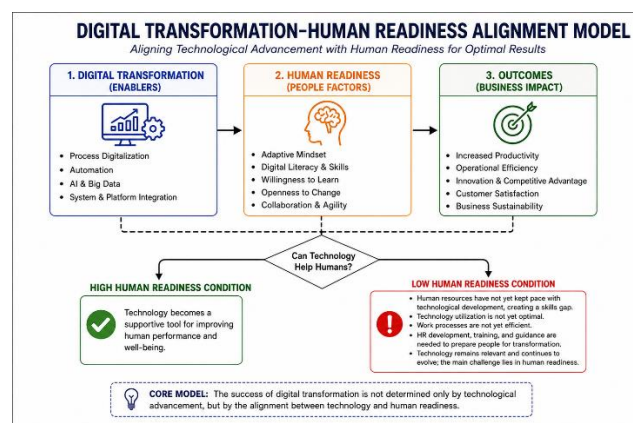 DIGITAL TRANSFORMATION–HUMAN READINESS ALIGNMENT MODEL
Aligning Technological Advancement with Human Readiness for Optimal Results
1. DIGITAL TRANSFORMATION
(ENABLERS)
• Process Digitalization
• Automation
• AI & Big Data
• System & Platform Integration
2. HUMAN READINESS
(PEOPLE FACTORS)
• Adaptive Mindset
• Digital Literacy & Skills
• Willingness to Learn
• Openness to Change
• Collaboration & Agility
3. OUTCOMES
(BUSINESS IMPACT)
• Increased Productivity
• Operational Efficiency
• Innovation & Competitive Advantage
• Customer Satisfaction
• Business Sustainability
Can Technology
Help Humans?
HIGH HUMAN READINESS CONDITION
Technology becomes a
supportive tool for improving
human performance and
well-being.
LOW HUMAN READINESS CONDITION
• Human resources have not yet kept pace with
technological development, creating a skills gap.
• Technology utilization is not yet optimal.
• Work processes are not yet efficient.
• HR development, training, and guidance are
needed to prepare people for transformation.
• Technology remains relevant and continues to
evolve; the main challenge lies in human readiness.
CORE MODEL: The success of digital transformation is not determined only by technological
advancement, but by the alignment between technology and human readiness.